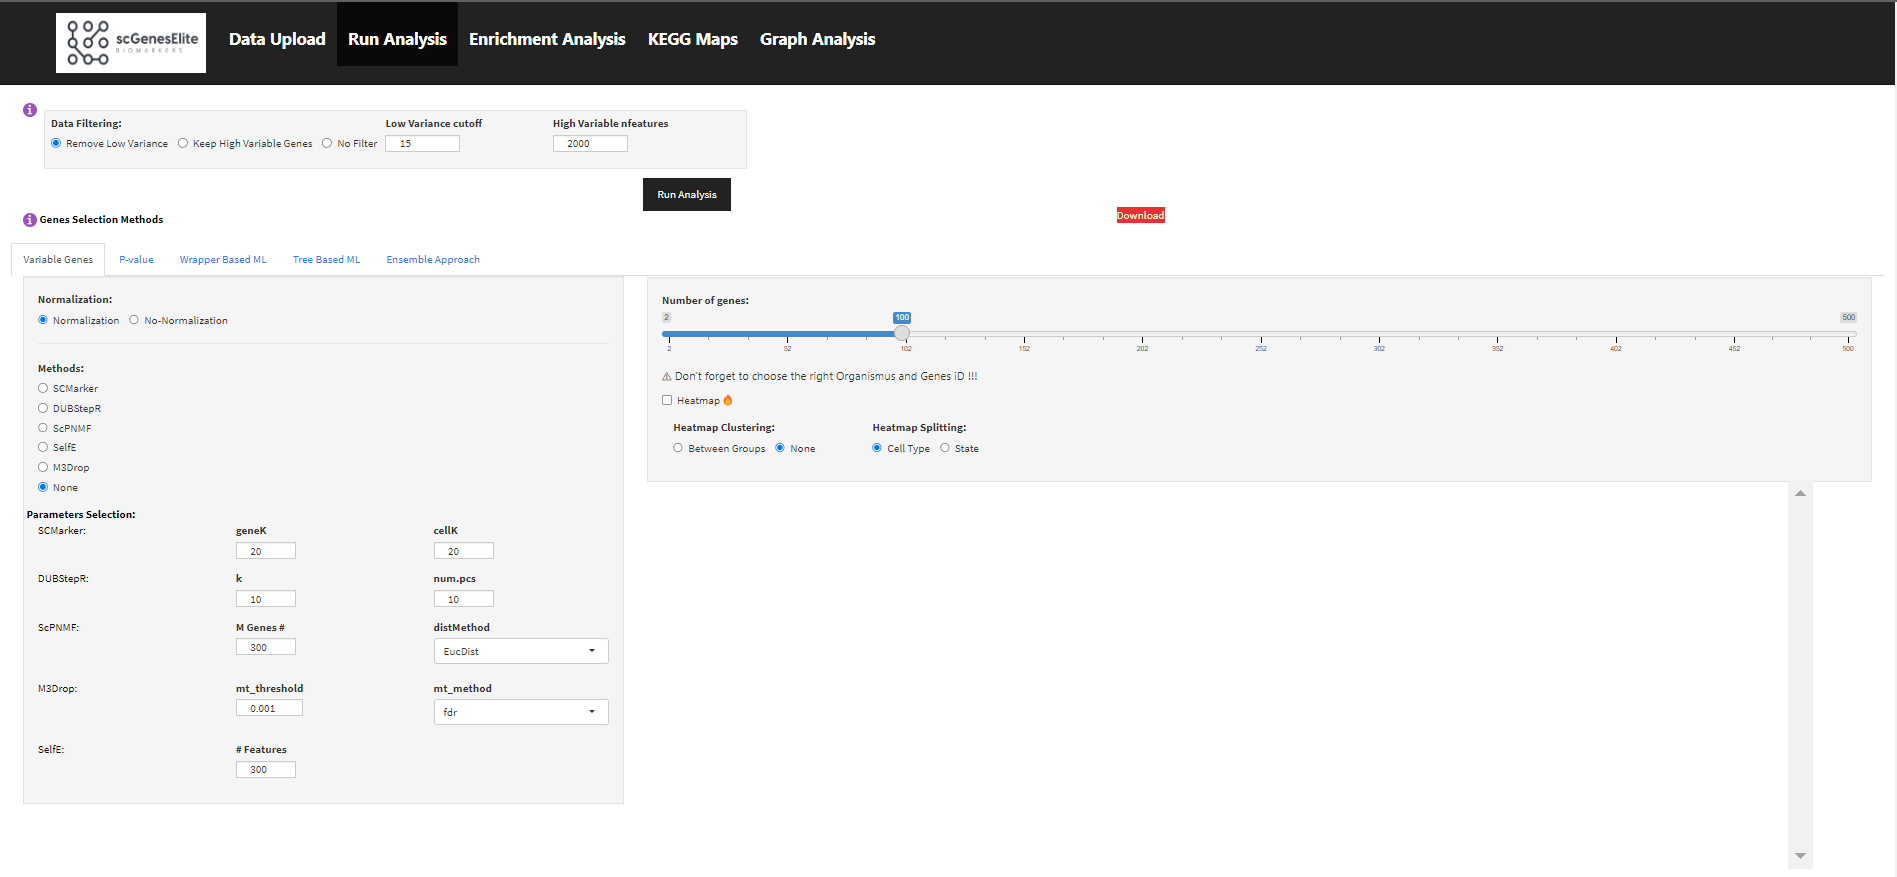 scGenesElite
BIOMARKERS
Data Upload Run Analysis Enrichment Analysis KEGG Maps Graph Analysis
Data Filtering: Low Variance cutoff High Variable nfeatures
Remove Low Variance Keep High Variable Genes No Filter 15 2000
Run Analysis
Genes Selection Methods
Download
Variable Genes P-value Wrapper Based ML Tree Based ML Ensemble Approach
Normalization:
Normalization No-Normalization
Methods:
SCMarker
DUBStepR
ScPNMF
SelfE
M3Drop
None
Parameters Selection:
SCMarker: geneK cellK
20 20
DUBStepR: k num.pcs
10 10
ScPNMF: M Genes # distMethod
300 EucDist
M3Drop: mt_threshold mt_method
0.001 fdr
SelfE: # Features
300
Number of genes:
2 100 500
2 52 102 152 202 252 302 352 402 452 500
⚠ Don't forget to choose the right Organismus and Genes iD !!!
Heatmap 🔥
Heatmap Clustering: Heatmap Splitting:
Between Groups None Cell Type State